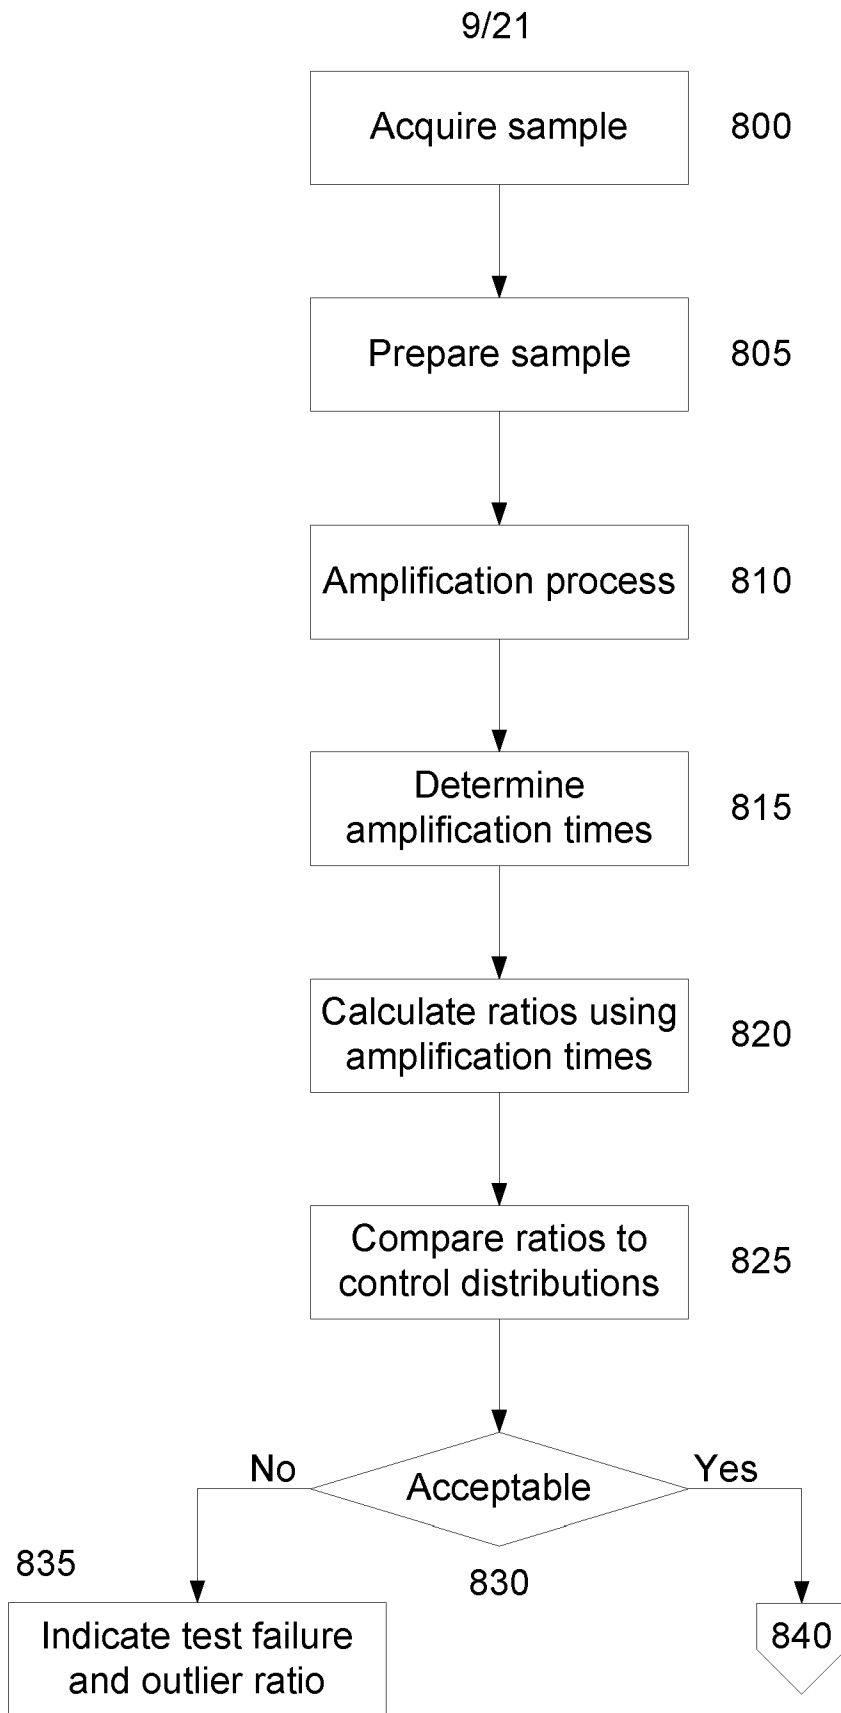 9/21
Acquire sample
800
Prepare sample
805
Amplification process
810
Determine
amplification times
815
Calculate ratios using
amplification times
820
Compare ratios to
control distributions
825
No
Acceptable
Yes
830
835
Indicate test failure
and outlier ratio
840